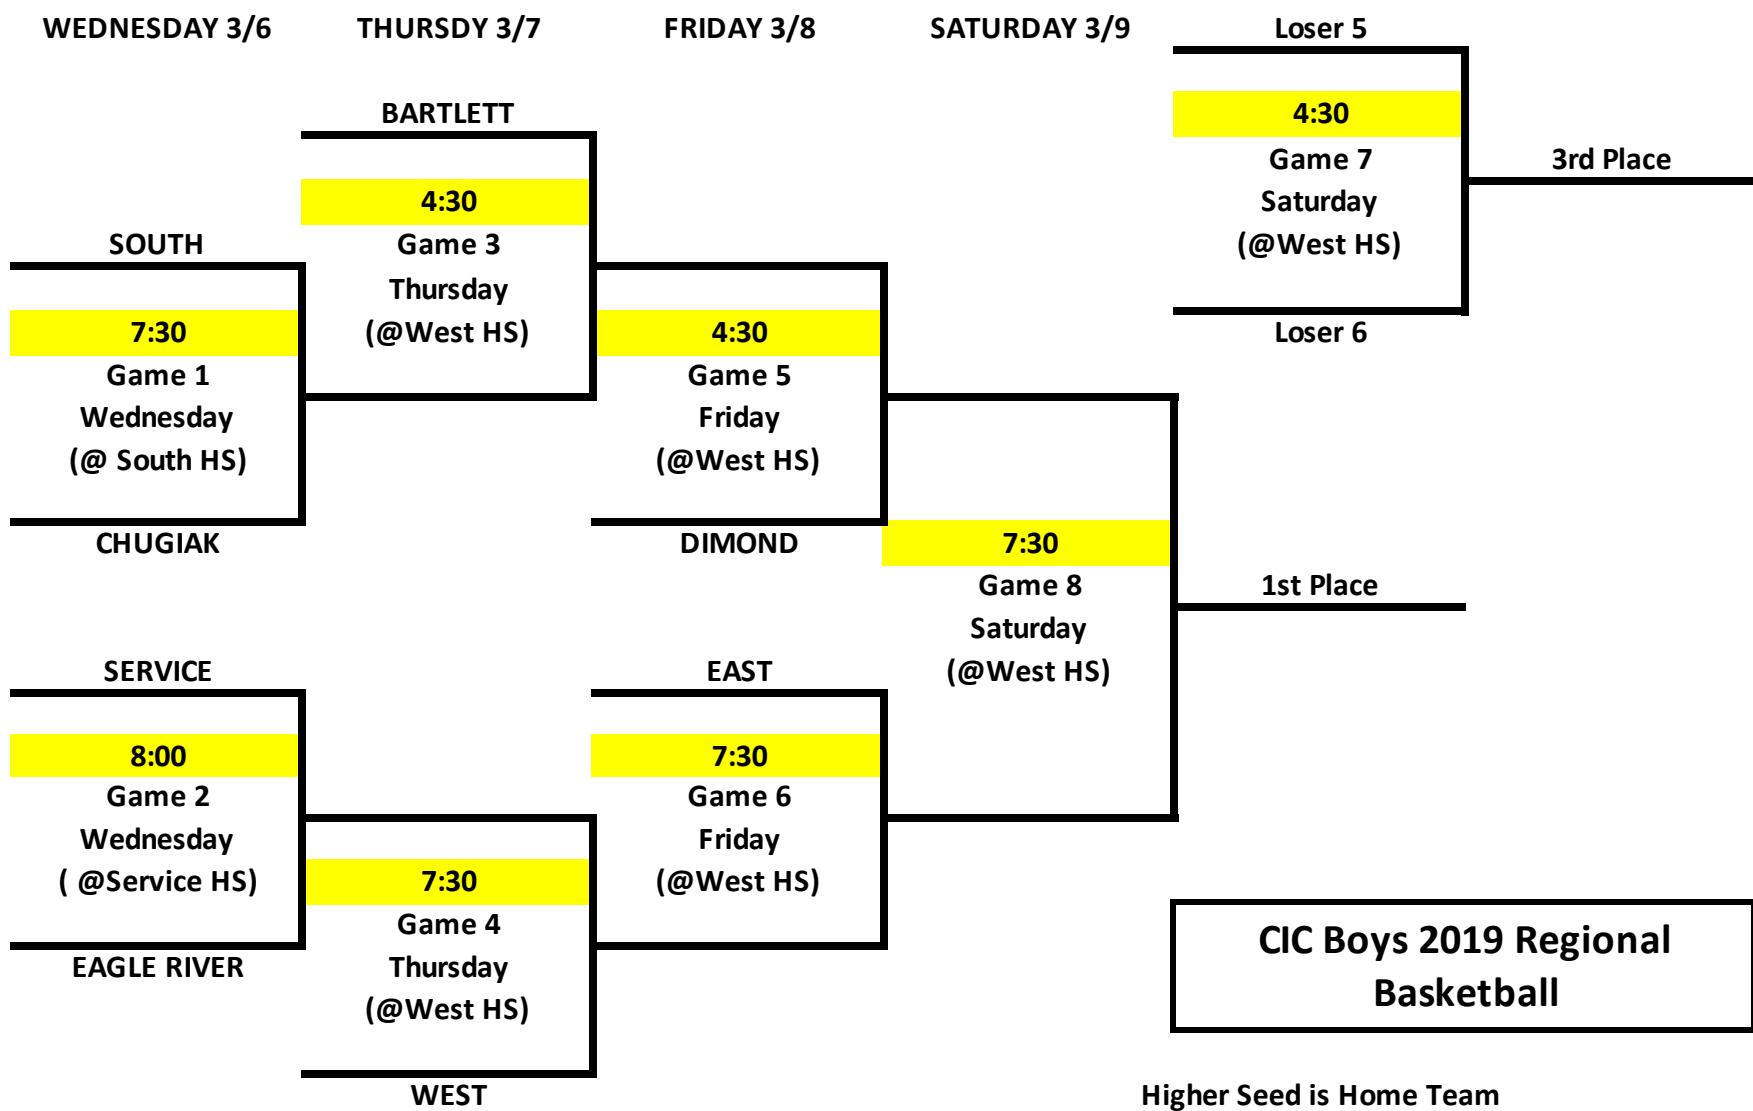 WEDNESDAY 3/6
THURSDY 3/7
FRIDAY 3/8
SATURDAY 3/9
SOUTH
7:30
Game 1
Wednesday
(@ South HS)
CHUGIAK
SERVICE
8:00
Game 2
Wednesday
( @Service HS)
EAGLE RIVER
BARTLETT
4:30
Game 3
Thursday
(@West HS)
7:30
Game 4
Thursday
(@West HS)
WEST
4:30
Game 5
Friday
(@West HS)
DIMOND
EAST
7:30
Game 6
Friday
(@West HS)
7:30
Game 8
Saturday
(@West HS)
1st Place
Loser 5
4:30
Game 7
Saturday
(@West HS)
Loser 6
3rd Place
CIC Boys 2019 Regional
Basketball
Higher Seed is Home Team